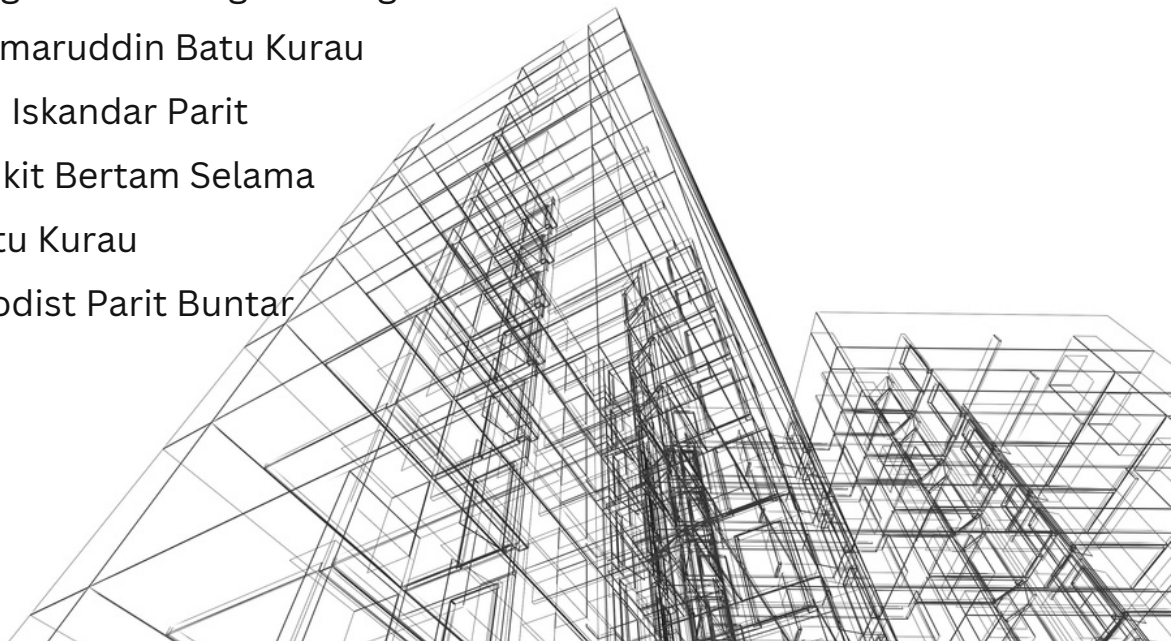 maruddin Batu Kurau
Iskandar Parit
kit Bertam Selama
tu Kurau
odist Parit Buntar